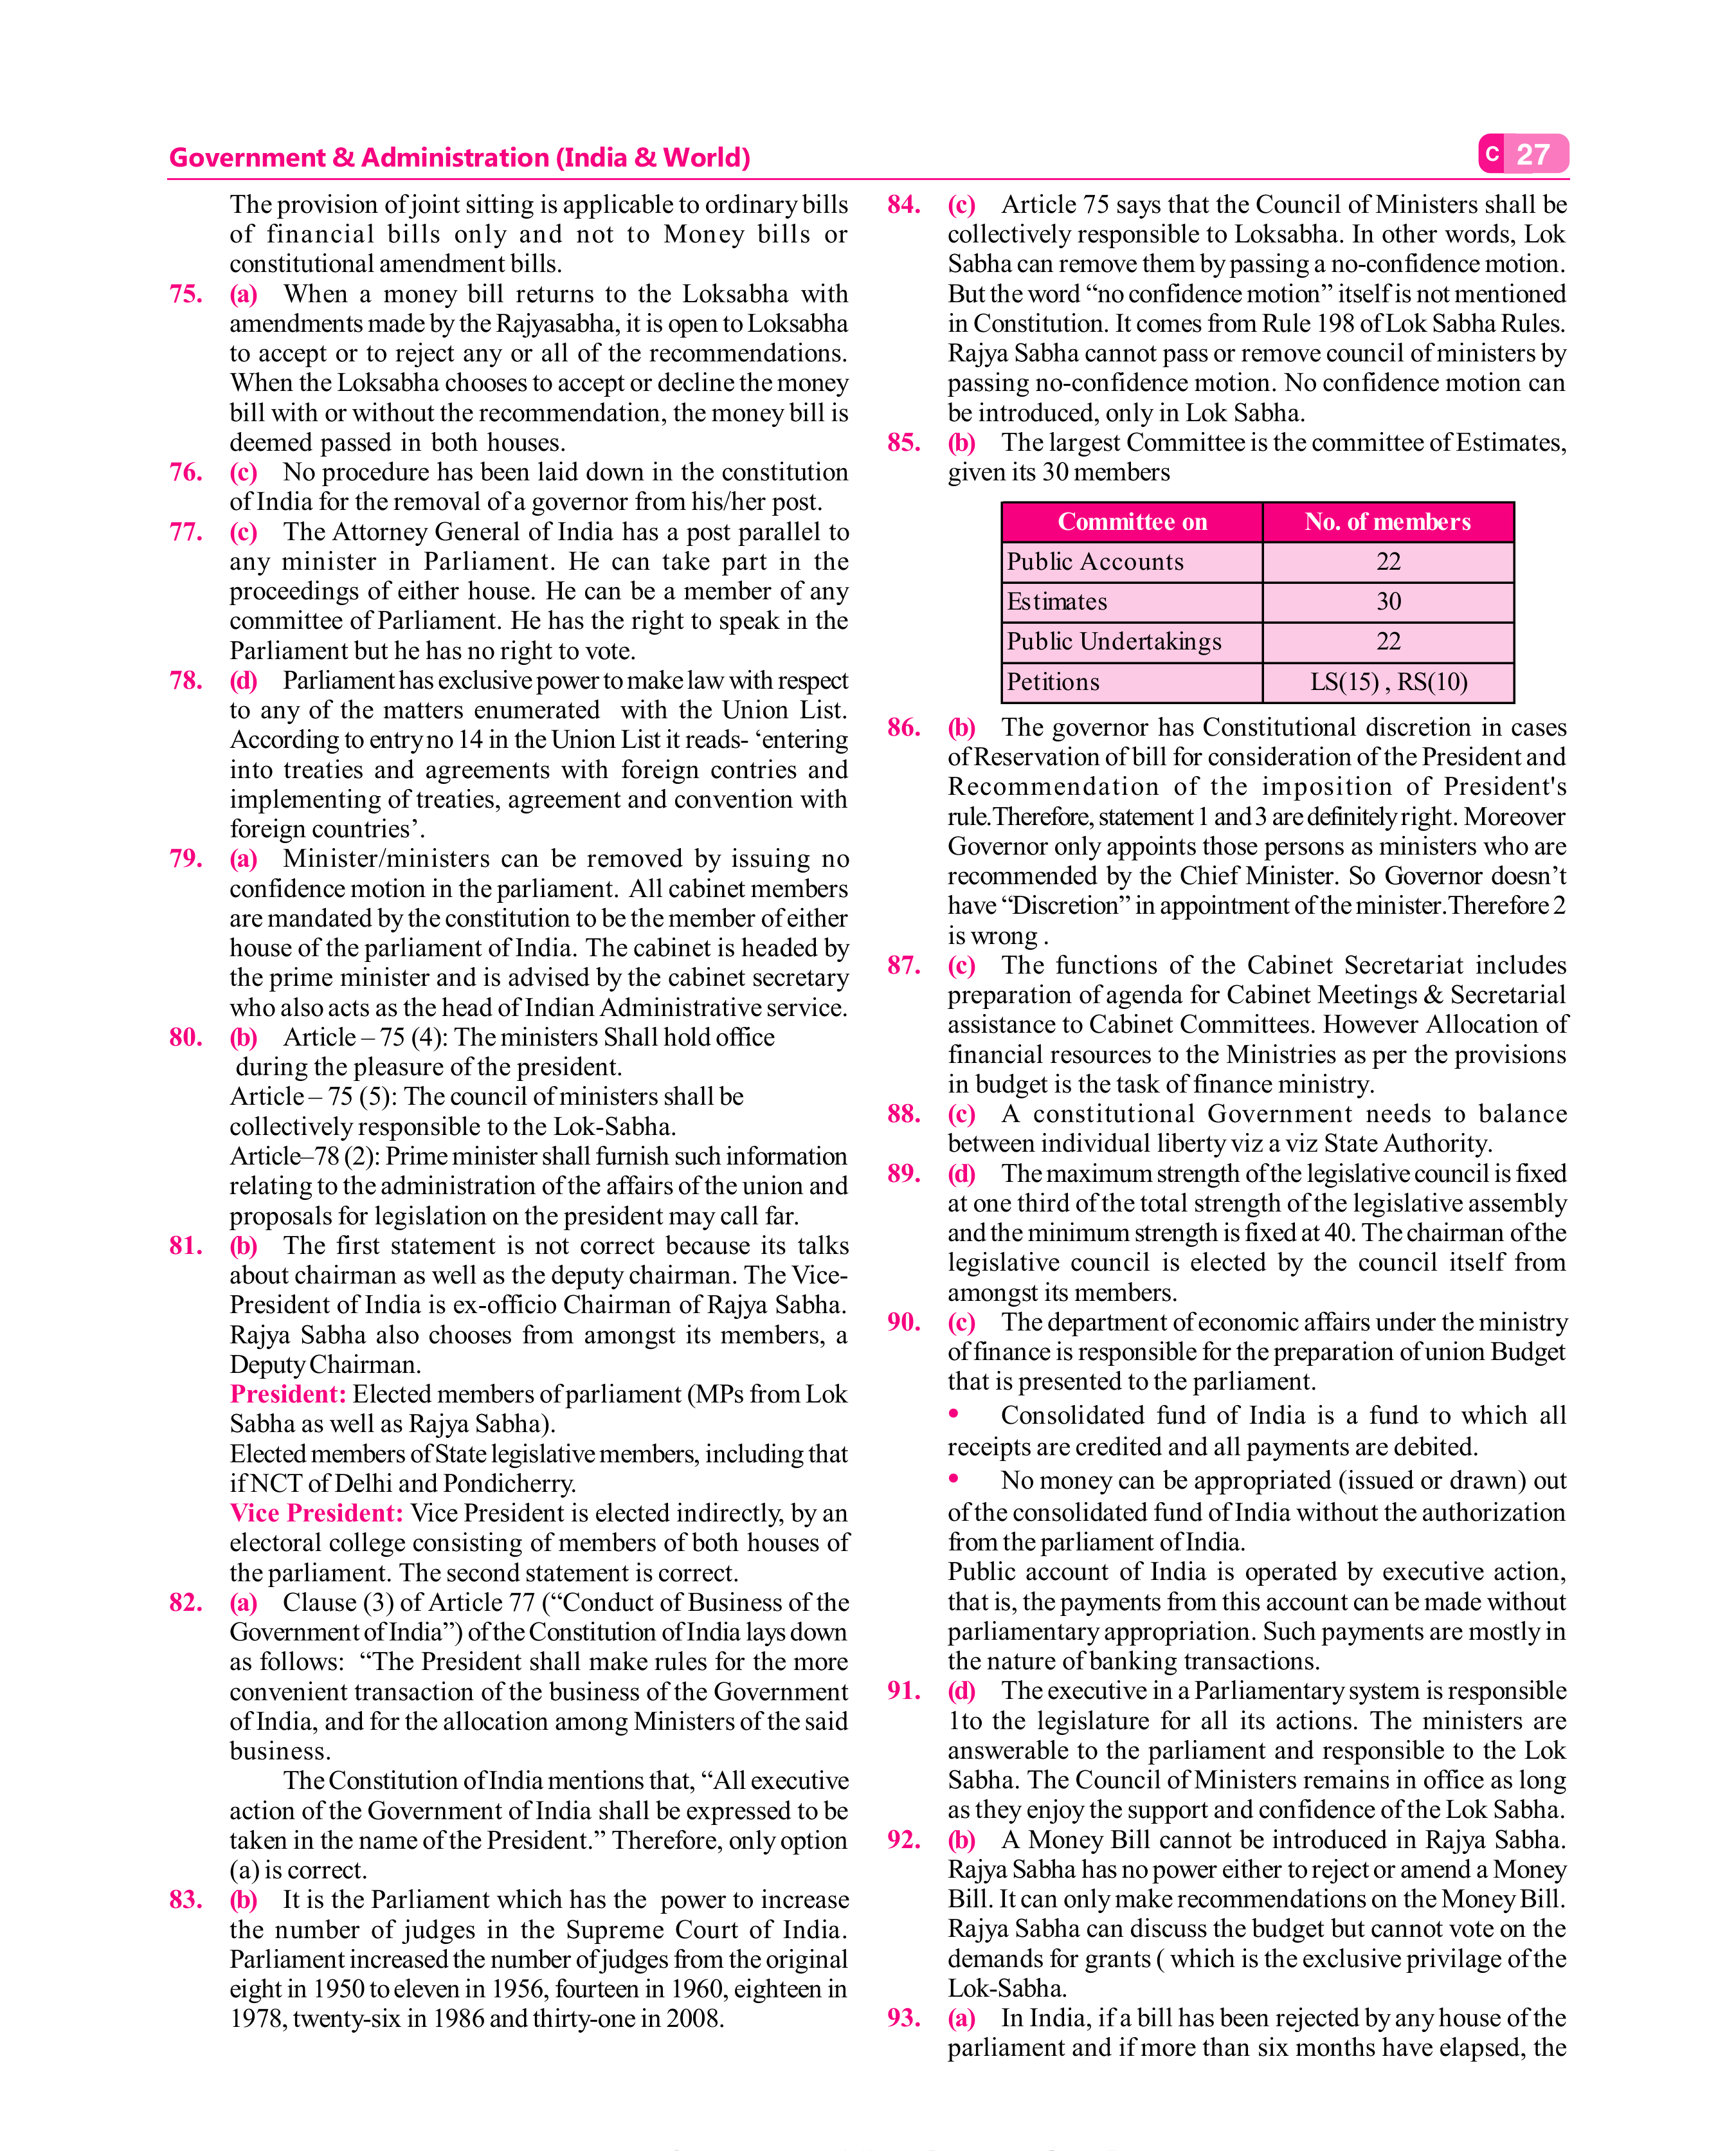 Government & Administration (India & World)
C 27
The provision of joint sitting is applicable to ordinary bills
of financial bills only and not to Money bills or
constitutional amendment bills.
75. (a) When a money bill returns to the Loksabha with
amendments made by the Rajyasabha, it is open to Loksabha
to accept or to reject any or all of the recommendations.
When the Loksabha chooses to accept or decline the money
bill with or without the recommendation, the money bill is
deemed passed in both houses.
76. (c) No procedure has been laid down in the constitution
of India for the removal of a governor from his/her post.
77. (c) The Attorney General of India has a post parallel to
any minister in Parliament. He can take part in the
proceedings of either house. He can be a member of any
committee of Parliament. He has the right to speak in the
Parliament but he has no right to vote.
78. (d) Parliament has exclusive power to make law with respect
to any of the matters enumerated with the Union List.
According to entry no 14 in the Union List it reads- ‘entering
into treaties and agreements with foreign contries and
implementing of treaties, agreement and convention with
foreign countries’.
79. (a) Minister/ministers can be removed by issuing no
confidence motion in the parliament. All cabinet members
are mandated by the constitution to be the member of either
house of the parliament of India. The cabinet is headed by
the prime minister and is advised by the cabinet secretary
who also acts as the head of Indian Administrative service.
80. (b) Article – 75 (4): The ministers Shall hold office
during the pleasure of the president.
Article – 75 (5): The council of ministers shall be
collectively responsible to the Lok-Sabha.
Article–78 (2): Prime minister shall furnish such information
relating to the administration of the affairs of the union and
proposals for legislation on the president may call far.
81. (b) The first statement is not correct because its talks
about chairman as well as the deputy chairman. The Vice-
President of India is ex-officio Chairman of Rajya Sabha.
Rajya Sabha also chooses from amongst its members, a
Deputy Chairman.
President: Elected members of parliament (MPs from Lok
Sabha as well as Rajya Sabha).
Elected members of State legislative members, including that
if NCT of Delhi and Pondicherry.
Vice President: Vice President is elected indirectly, by an
electoral college consisting of members of both houses of
the parliament. The second statement is correct.
82. (a) Clause (3) of Article 77 (“Conduct of Business of the
Government of India”) of the Constitution of India lays down
as follows: “The President shall make rules for the more
convenient transaction of the business of the Government
of India, and for the allocation among Ministers of the said
business.
The Constitution of India mentions that, “All executive
action of the Government of India shall be expressed to be
taken in the name of the President.” Therefore, only option
(a) is correct.
83. (b) It is the Parliament which has the power to increase
the number of judges in the Supreme Court of India.
Parliament increased the number of judges from the original
eight in 1950 to eleven in 1956, fourteen in 1960, eighteen in
1978, twenty-six in 1986 and thirty-one in 2008.
84. (c) Article 75 says that the Council of Ministers shall be
collectively responsible to Loksabha. In other words, Lok
Sabha can remove them by passing a no-confidence motion.
But the word “no confidence motion” itself is not mentioned
in Constitution. It comes from Rule 198 of Lok Sabha Rules.
Rajya Sabha cannot pass or remove council of ministers by
passing no-confidence motion. No confidence motion can
be introduced, only in Lok Sabha.
85. (b) The largest Committee is the committee of Estimates,
given its 30 members
Committee on No. of members
Public Accounts 22
Estimates 30
Public Undertakings 22
Petitions LS(15) , RS(10)
86. (b) The governor has Constitutional discretion in cases
of Reservation of bill for consideration of the President and
Recommendation of the imposition of President's
rule.Therefore, statement 1 and 3 are definitely right. Moreover
Governor only appoints those persons as ministers who are
recommended by the Chief Minister. So Governor doesn’t
have “Discretion” in appointment of the minister.Therefore 2
is wrong .
87. (c) The functions of the Cabinet Secretariat includes
preparation of agenda for Cabinet Meetings & Secretarial
assistance to Cabinet Committees. However Allocation of
financial resources to the Ministries as per the provisions
in budget is the task of finance ministry.
88. (c) A constitutional Government needs to balance
between individual liberty viz a viz State Authority.
89. (d) The maximum strength of the legislative council is fixed
at one third of the total strength of the legislative assembly
and the minimum strength is fixed at 40. The chairman of the
legislative council is elected by the council itself from
amongst its members.
90. (c) The department of economic affairs under the ministry
of finance is responsible for the preparation of union Budget
that is presented to the parliament.
• Consolidated fund of India is a fund to which all
receipts are credited and all payments are debited.
• No money can be appropriated (issued or drawn) out
of the consolidated fund of India without the authorization
from the parliament of India.
Public account of India is operated by executive action,
that is, the payments from this account can be made without
parliamentary appropriation. Such payments are mostly in
the nature of banking transactions.
91. (d) The executive in a Parliamentary system is responsible
1to the legislature for all its actions. The ministers are
answerable to the parliament and responsible to the Lok
Sabha. The Council of Ministers remains in office as long
as they enjoy the support and confidence of the Lok Sabha.
92. (b) A Money Bill cannot be introduced in Rajya Sabha.
Rajya Sabha has no power either to reject or amend a Money
Bill. It can only make recommendations on the Money Bill.
Rajya Sabha can discuss the budget but cannot vote on the
demands for grants ( which is the exclusive privilage of the
Lok-Sabha.
93. (a) In India, if a bill has been rejected by any house of the
parliament and if more than six months have elapsed, the